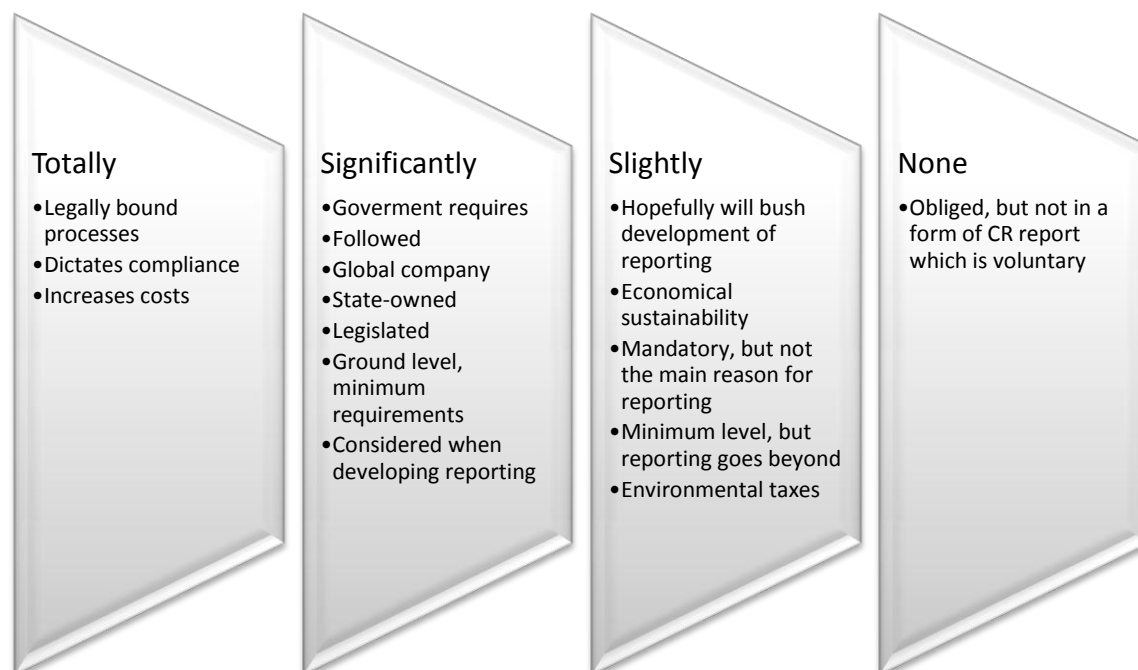 Totally
•Legally bound
processes
•Dictates compliance
•Increases costs
Significantly
•Goverment requires
•Followed
•Global company
•State-owned
•Legislated
•Ground level,
minimum
requirements
•Considered when
developing reporting
Slightly
•Hopefully will bush
development of
reporting
•Economical
sustainability
•Mandatory, but not
the main reason for
reporting
•Minimum level, but
reporting goes beyond
•Environmental taxes
None
•Obliged, but not in a
form of CR report
which is voluntary